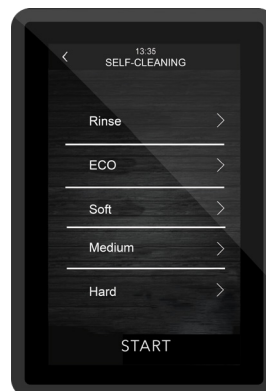 13:35
SELF-CLEANING
Rinse
ECO
Soft
Medium
Hard
START